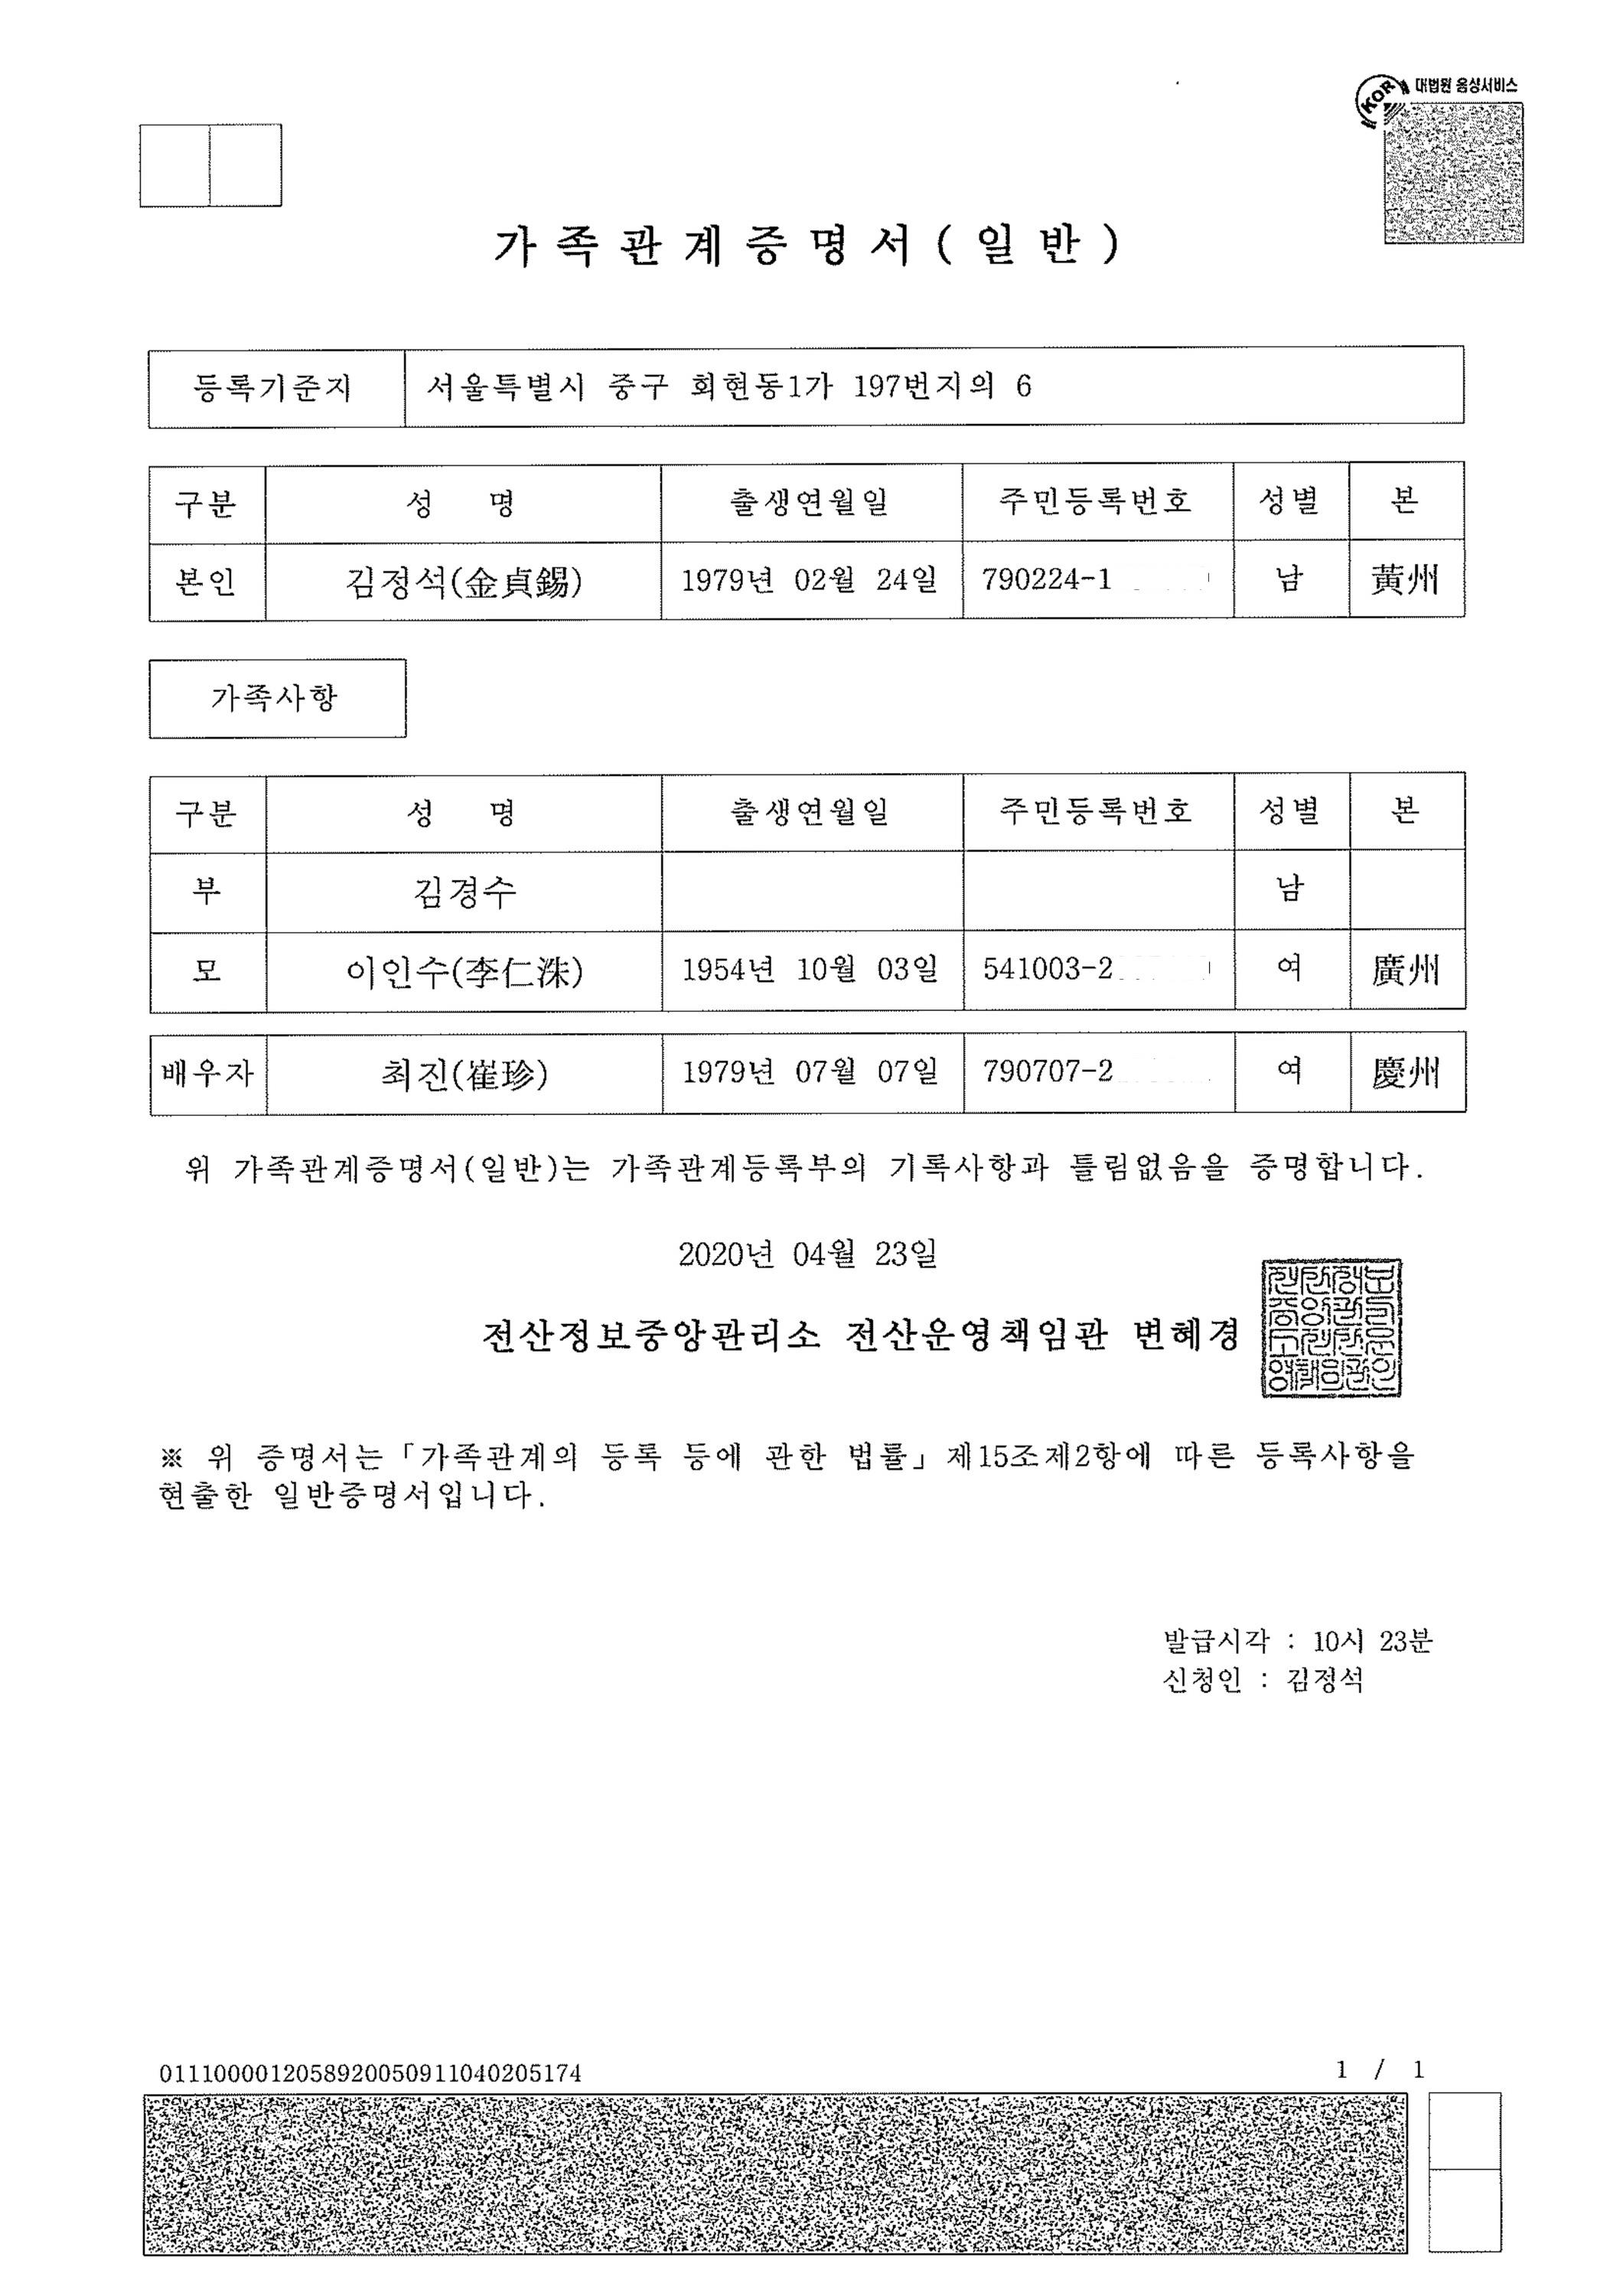 KOR 대법원 음성서비스
가족관계증명서(일반)
등록기준지 서울특별시 중구 회현동1가 197번지의 6
구분 성 명 출생연월일 주민등록번호 성별 본
본인 김정석(金貞錫) 1979년 02월 24일 790224-1 남 黃州
가족사항
구분 성 명 출생연월일 주민등록번호 성별 본
부 김경수 남
모 이인수(李仁洙) 1954년 10월 03일 541003-2 여 廣州
배우자 최진(崔珍) 1979년 07월 07일 790707-2 여 慶州
위 가족관계증명서(일반)는 가족관계등록부의 기록사항과 틀림없음을 증명합니다.
2020년 04월 23일
전산정보중앙관리소 전산운영책임관 변혜경
※ 위 증명서는「가족관계의 등록 등에 관한 법률」제15조제2항에 따른 등록사항을
현출한 일반증명서입니다.
발급시각 : 10시 23분
신청인 : 김정석
01110000120589200509110402051​74 1 / 1